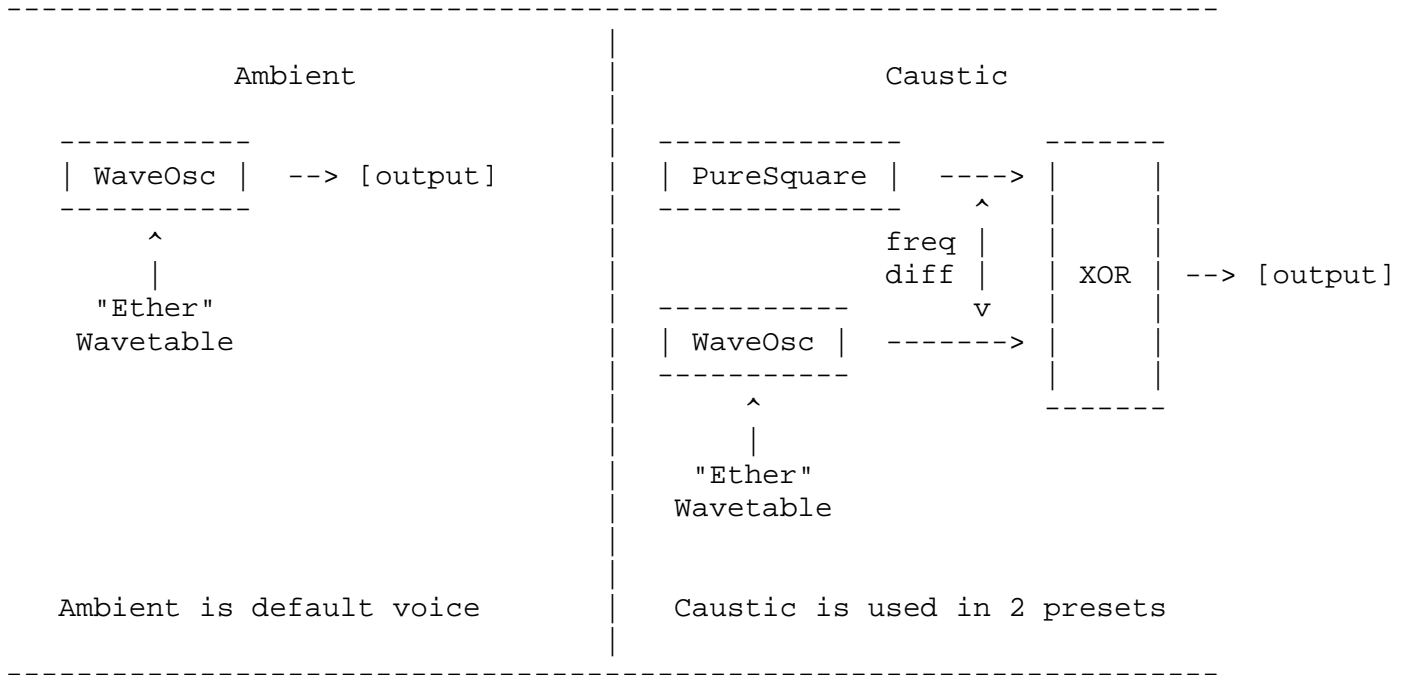 Ambient
Caustic
WaveOsc --> [output]
PureSquare ---->
^
^
freq
diff
XOR --> [output]
"Ether"
v
Wavetable
WaveOsc ------->
^
"Ether"
Wavetable
Ambient is default voice
Caustic is used in 2 presets